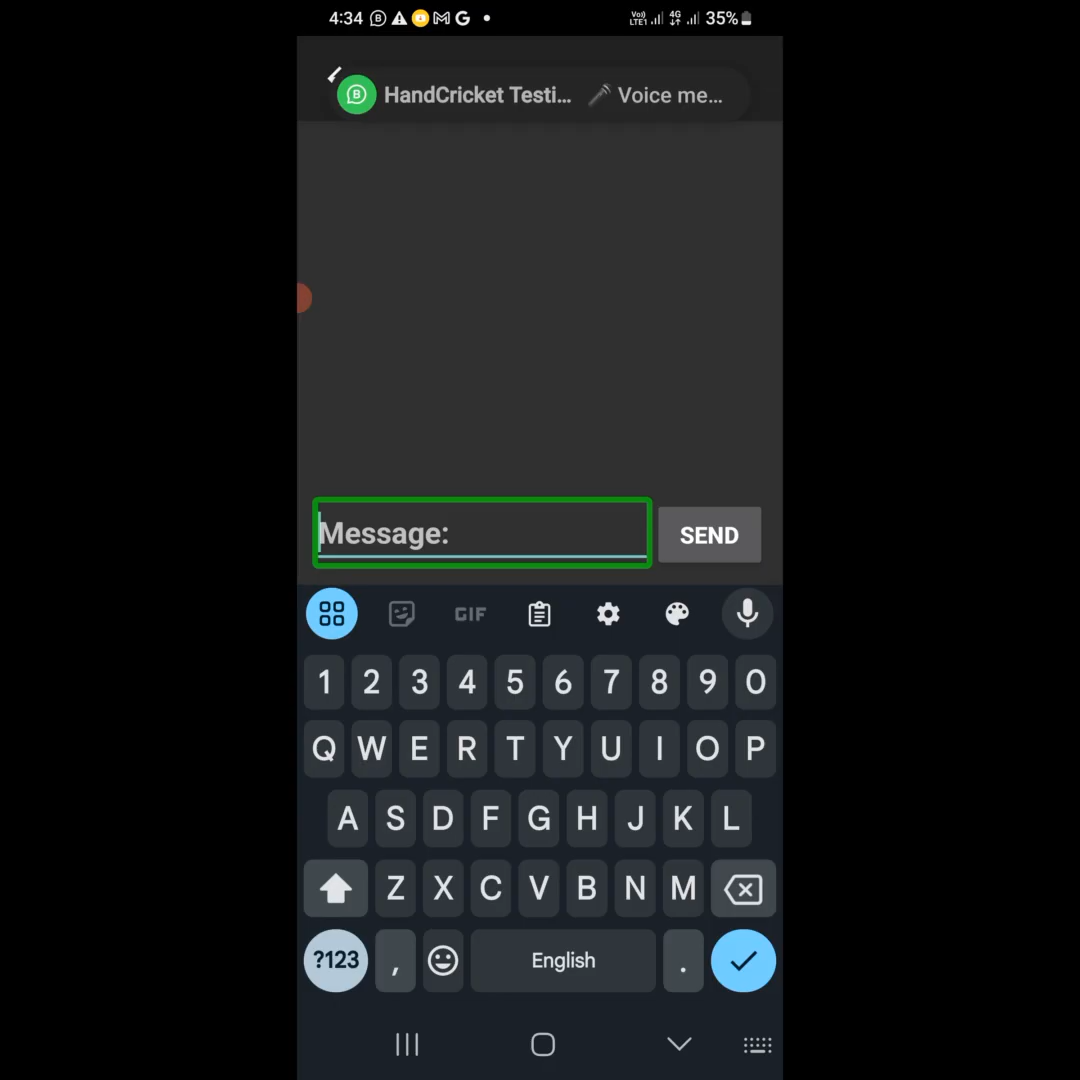 4:34 35%
HandCricket Testi... Voice me...
Message: SEND
GIF
1 2 3 4 5 6 7 8 9 0
Q W E R T Y U I O P
A S D F G H J K L
Z X C V B N M
?123 , English .